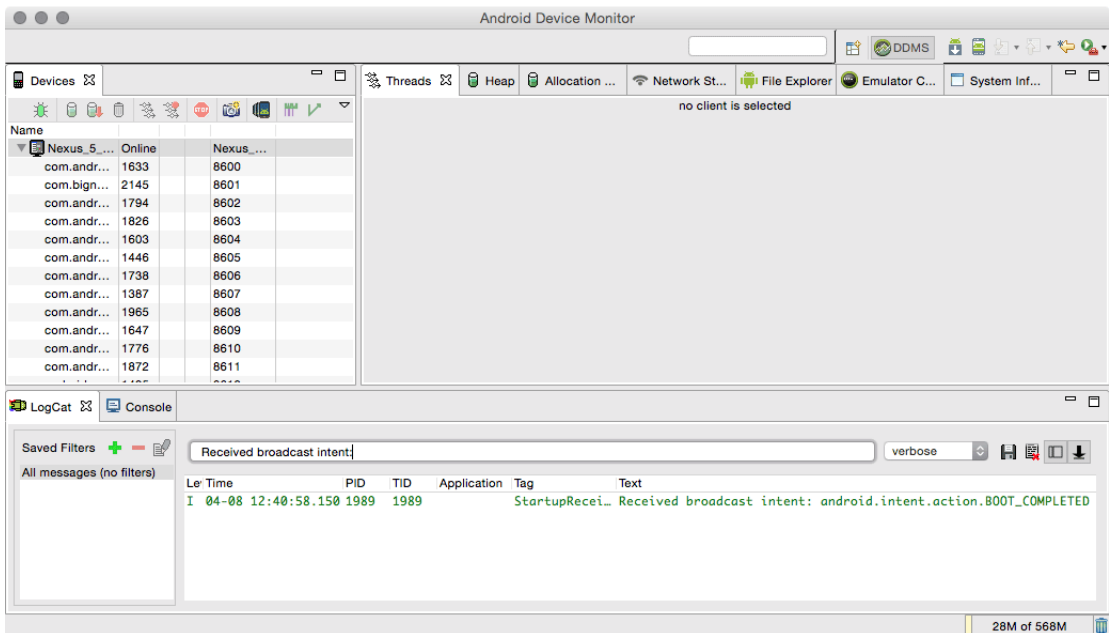 Android Device Monitor
DDMS
Devices
Name
Nexus_5_... Online Nexus_...
com.andr... 1633 8600
com.bign... 2145 8601
com.andr... 1794 8602
com.andr... 1826 8603
com.andr... 1603 8604
com.andr... 1446 8605
com.andr... 1738 8606
com.andr... 1387 8607
com.andr... 1965 8608
com.andr... 1647 8609
com.andr... 1776 8610
com.andr... 1872 8611
Threads Heap Allocation ... Network St... File Explorer Emulator C... System Inf...
no client is selected
LogCat Console
Saved Filters
All messages (no filters)
Received broadcast intent:
verbose
Le Time PID TID Application Tag Text
I 04-08 12:40:58.150 1989 1989 StartupRecei… Received broadcast intent: android.intent.action.BOOT_COMPLETED
28M of 568M